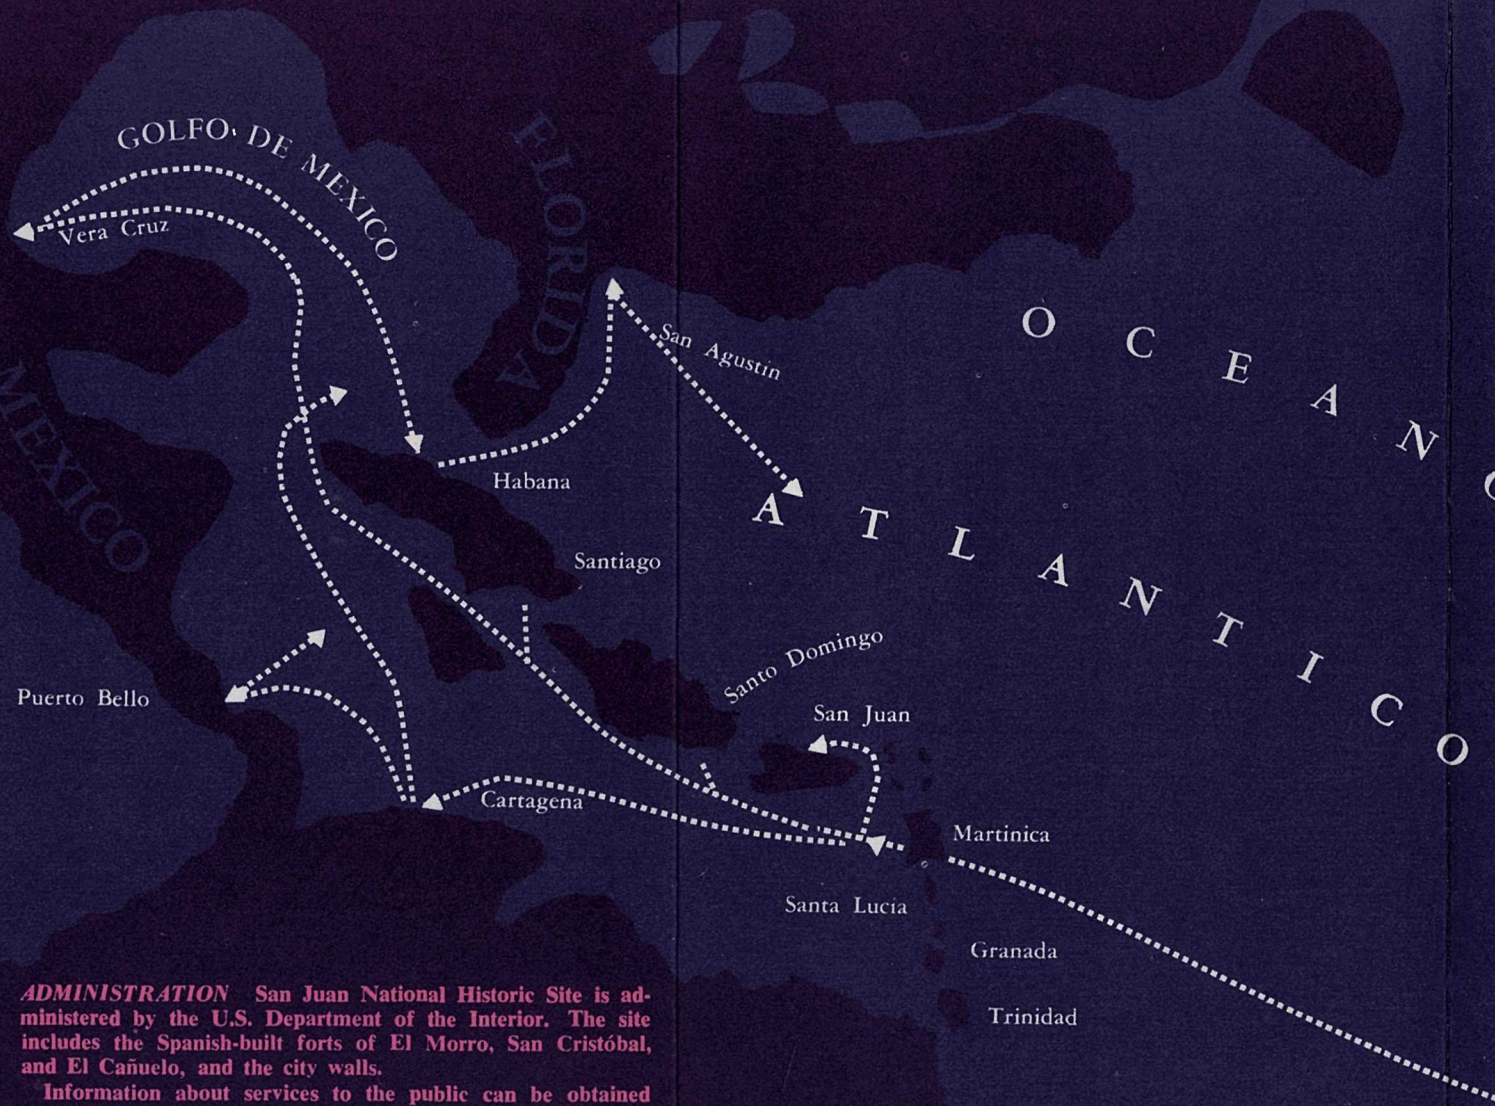 GOLFO DE MEXICO
Vera Cruz
FLORIDA
MEXICO
San Agustin
OCEANO
ATLANTICO
Habana
Santiago
Santo Domingo
Puerto Bello
San Juan
Cartagena
Martinica
Santa Lucía
Granada
Trinidad
ADMINISTRATION San Juan National Historic Site is ad-
ministered by the U.S. Department of the Interior. The site
includes the Spanish-built forts of El Morro, San Cristóbal,
and El Cañuelo, and the city walls.
Information about services to the public can be obtained